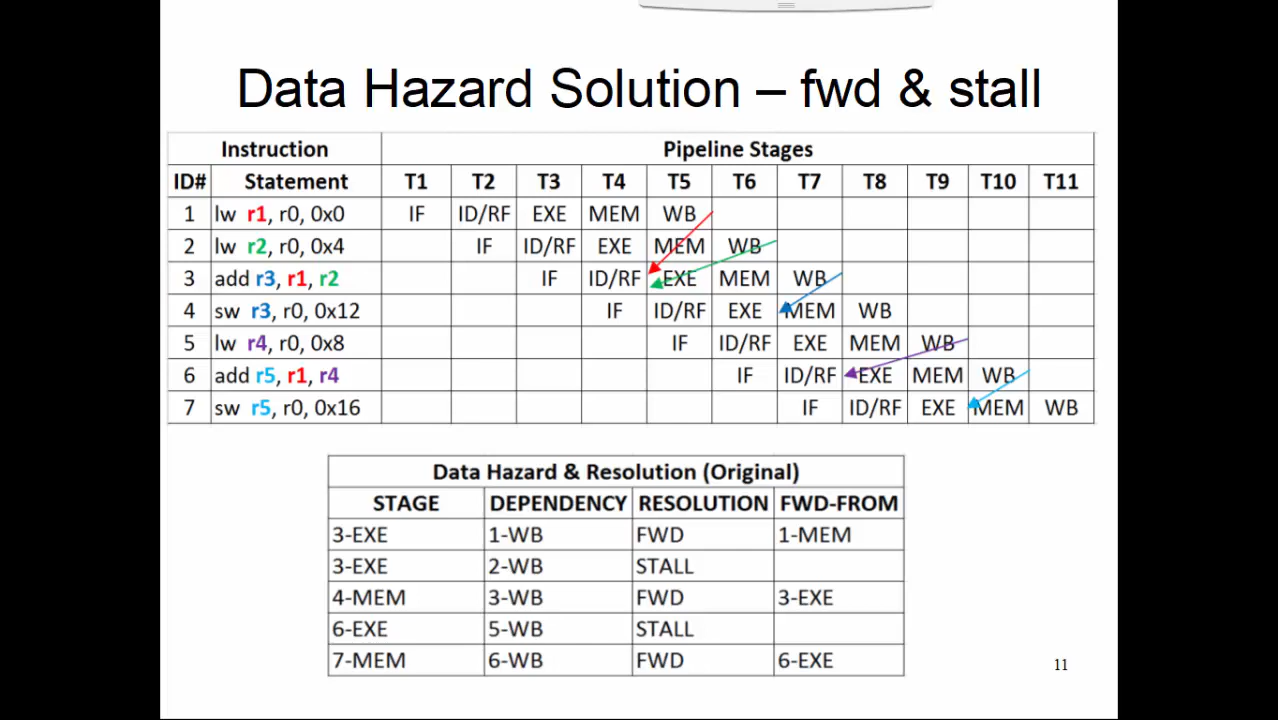 Data Hazard Solution – fwd & stall
Instruction Pipeline Stages
ID# Statement T1 T2 T3 T4 T5 T6 T7 T8 T9 T10 T11
1 lw r1, r0, 0x0 IF ID/RF EXE MEM WB
2 lw r2, r0, 0x4 IF ID/RF EXE MEM WB
3 add r3, r1, r2 IF ID/RF EXE MEM WB
4 sw r3, r0, 0x12 IF ID/RF EXE MEM WB
5 lw r4, r0, 0x8 IF ID/RF EXE MEM WB
6 add r5, r1, r4 IF ID/RF EXE MEM WB
7 sw r5, r0, 0x16 IF ID/RF EXE MEM WB
Data Hazard & Resolution (Original)
STAGE DEPENDENCY RESOLUTION FWD-FROM
3-EXE 1-WB FWD 1-MEM
3-EXE 2-WB STALL
4-MEM 3-WB FWD 3-EXE
6-EXE 5-WB STALL
7-MEM 6-WB FWD 6-EXE
11